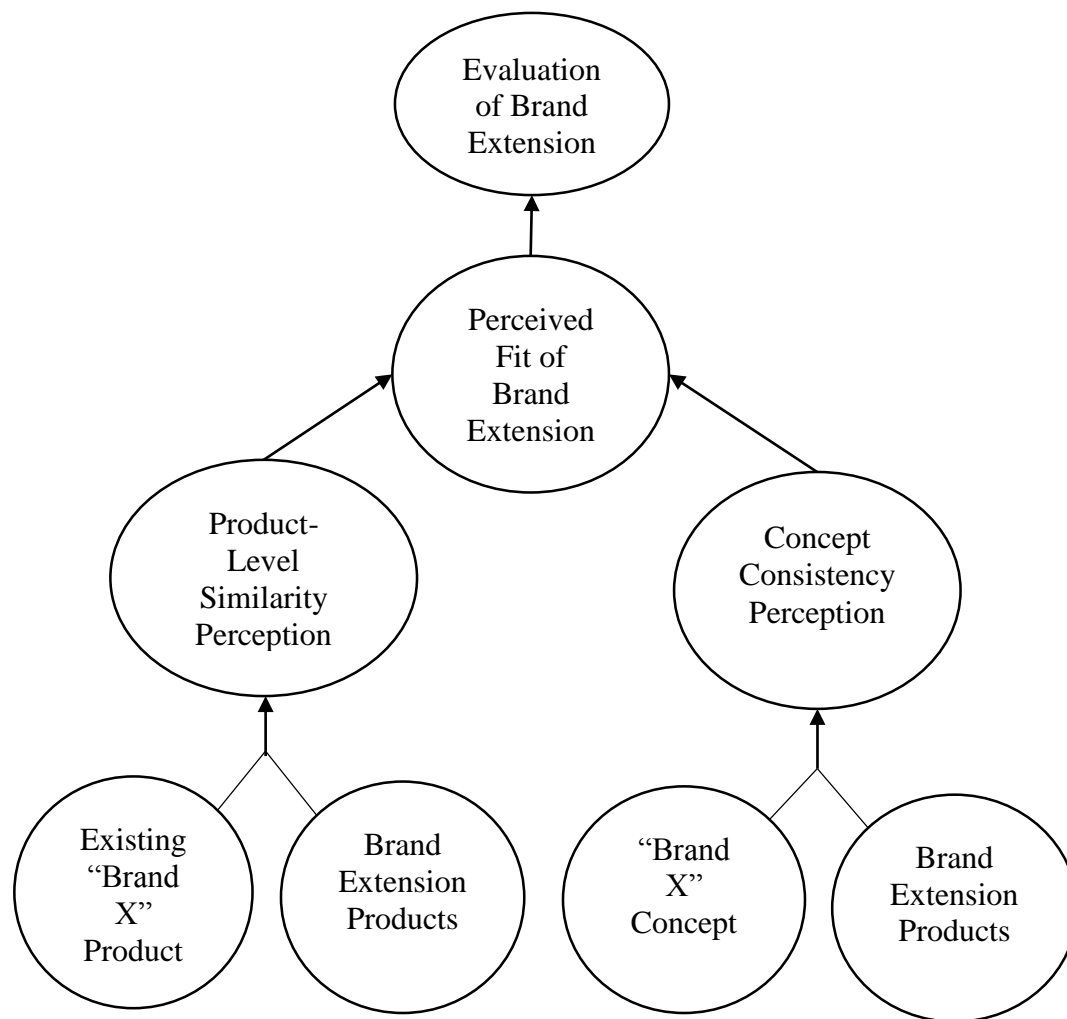 Evaluation
of Brand
Extension
Perceived
Fit of
Brand
Extension
Product-
Level
Similarity
Perception
Concept
Consistency
Perception
Existing
“Brand
X”
Product
Brand
Extension
Products
“Brand
X”
Concept
Brand
Extension
Products